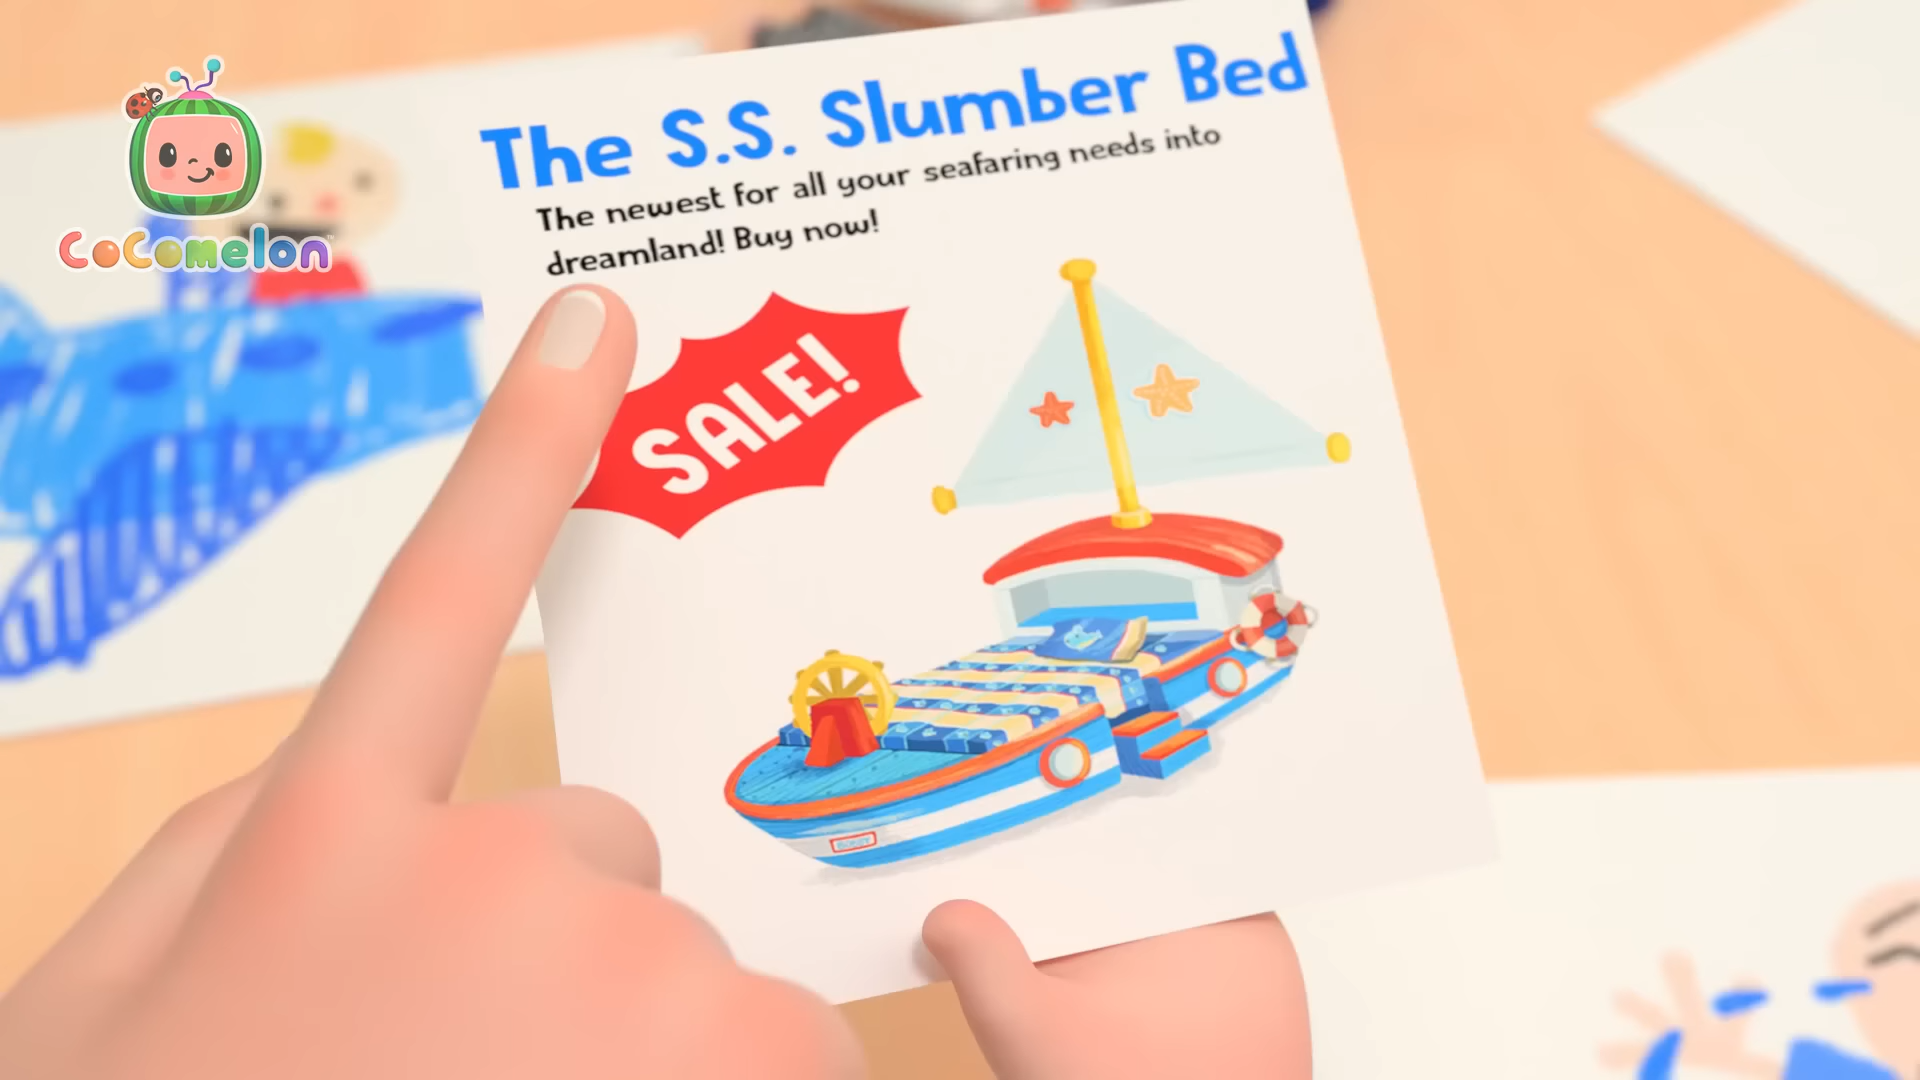 CoCoMelon
The S.S. Slumber Bed
The newest for all your seafaring needs into
dreamland! Buy now!
SALE!